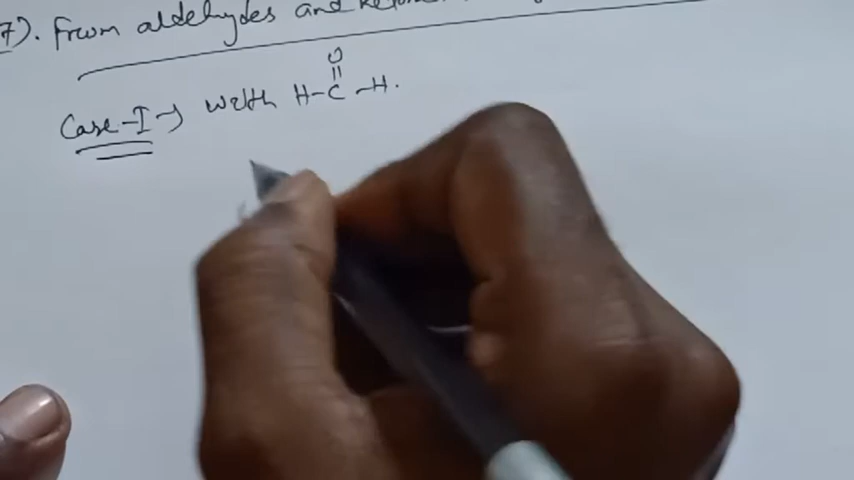 7). From aldehydes and
O
||
Case-I → with H-C-H.